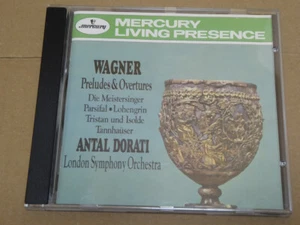 Mercury
MERCURY
LIVING PRESENCE
WAGNER
Preludes & Overtures
Die Meistersinger
Parsifal • Lohengrin
Tristan und Isolde
Tannhäuser
ANTAL DORATI
London Symphony Orchestra